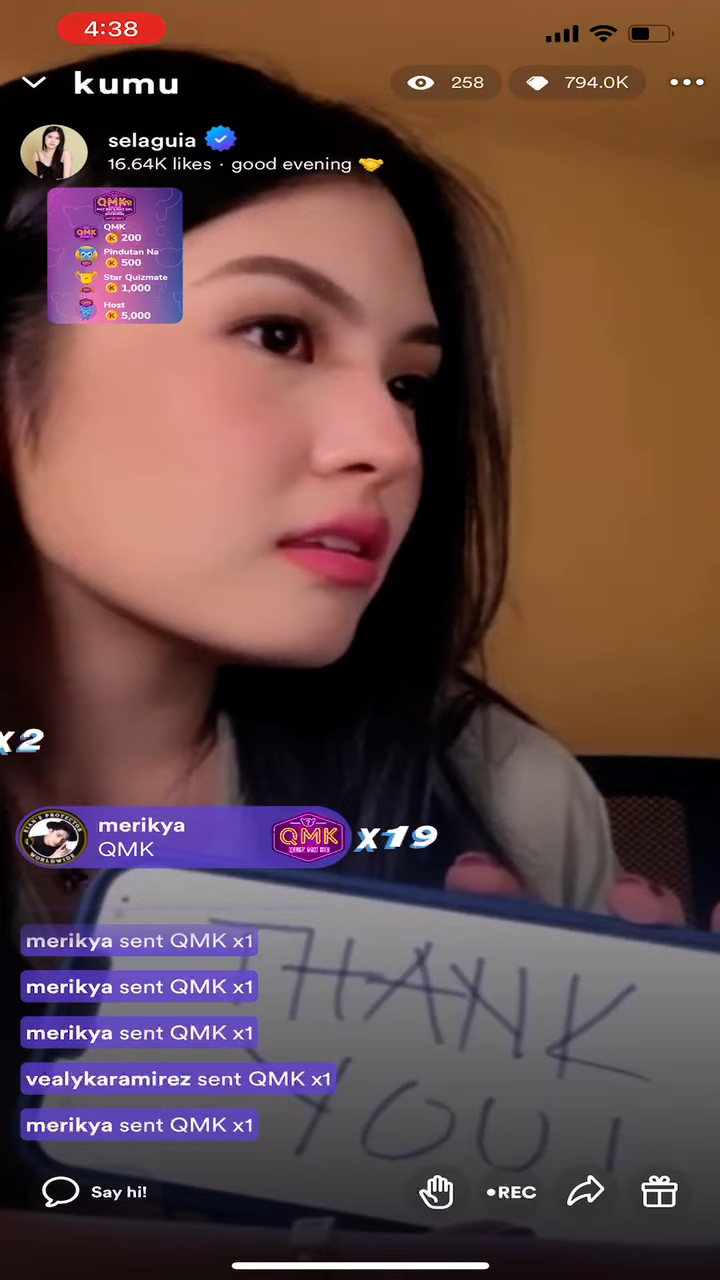 4:38
kumu
258
794.0K
selaguia
16.64K likes · good evening 🤝
QMKs
QMK
200
Pindutan Na
500
Star Quizmate
1,000
Host
5,000
x2
merikya
QMK
QMK
x19
merikya sent QMK x1
merikya sent QMK x1
merikya sent QMK x1
vealykaramirez sent QMK x1
merikya sent QMK x1
THANK
YOU!
Say hi!
•REC